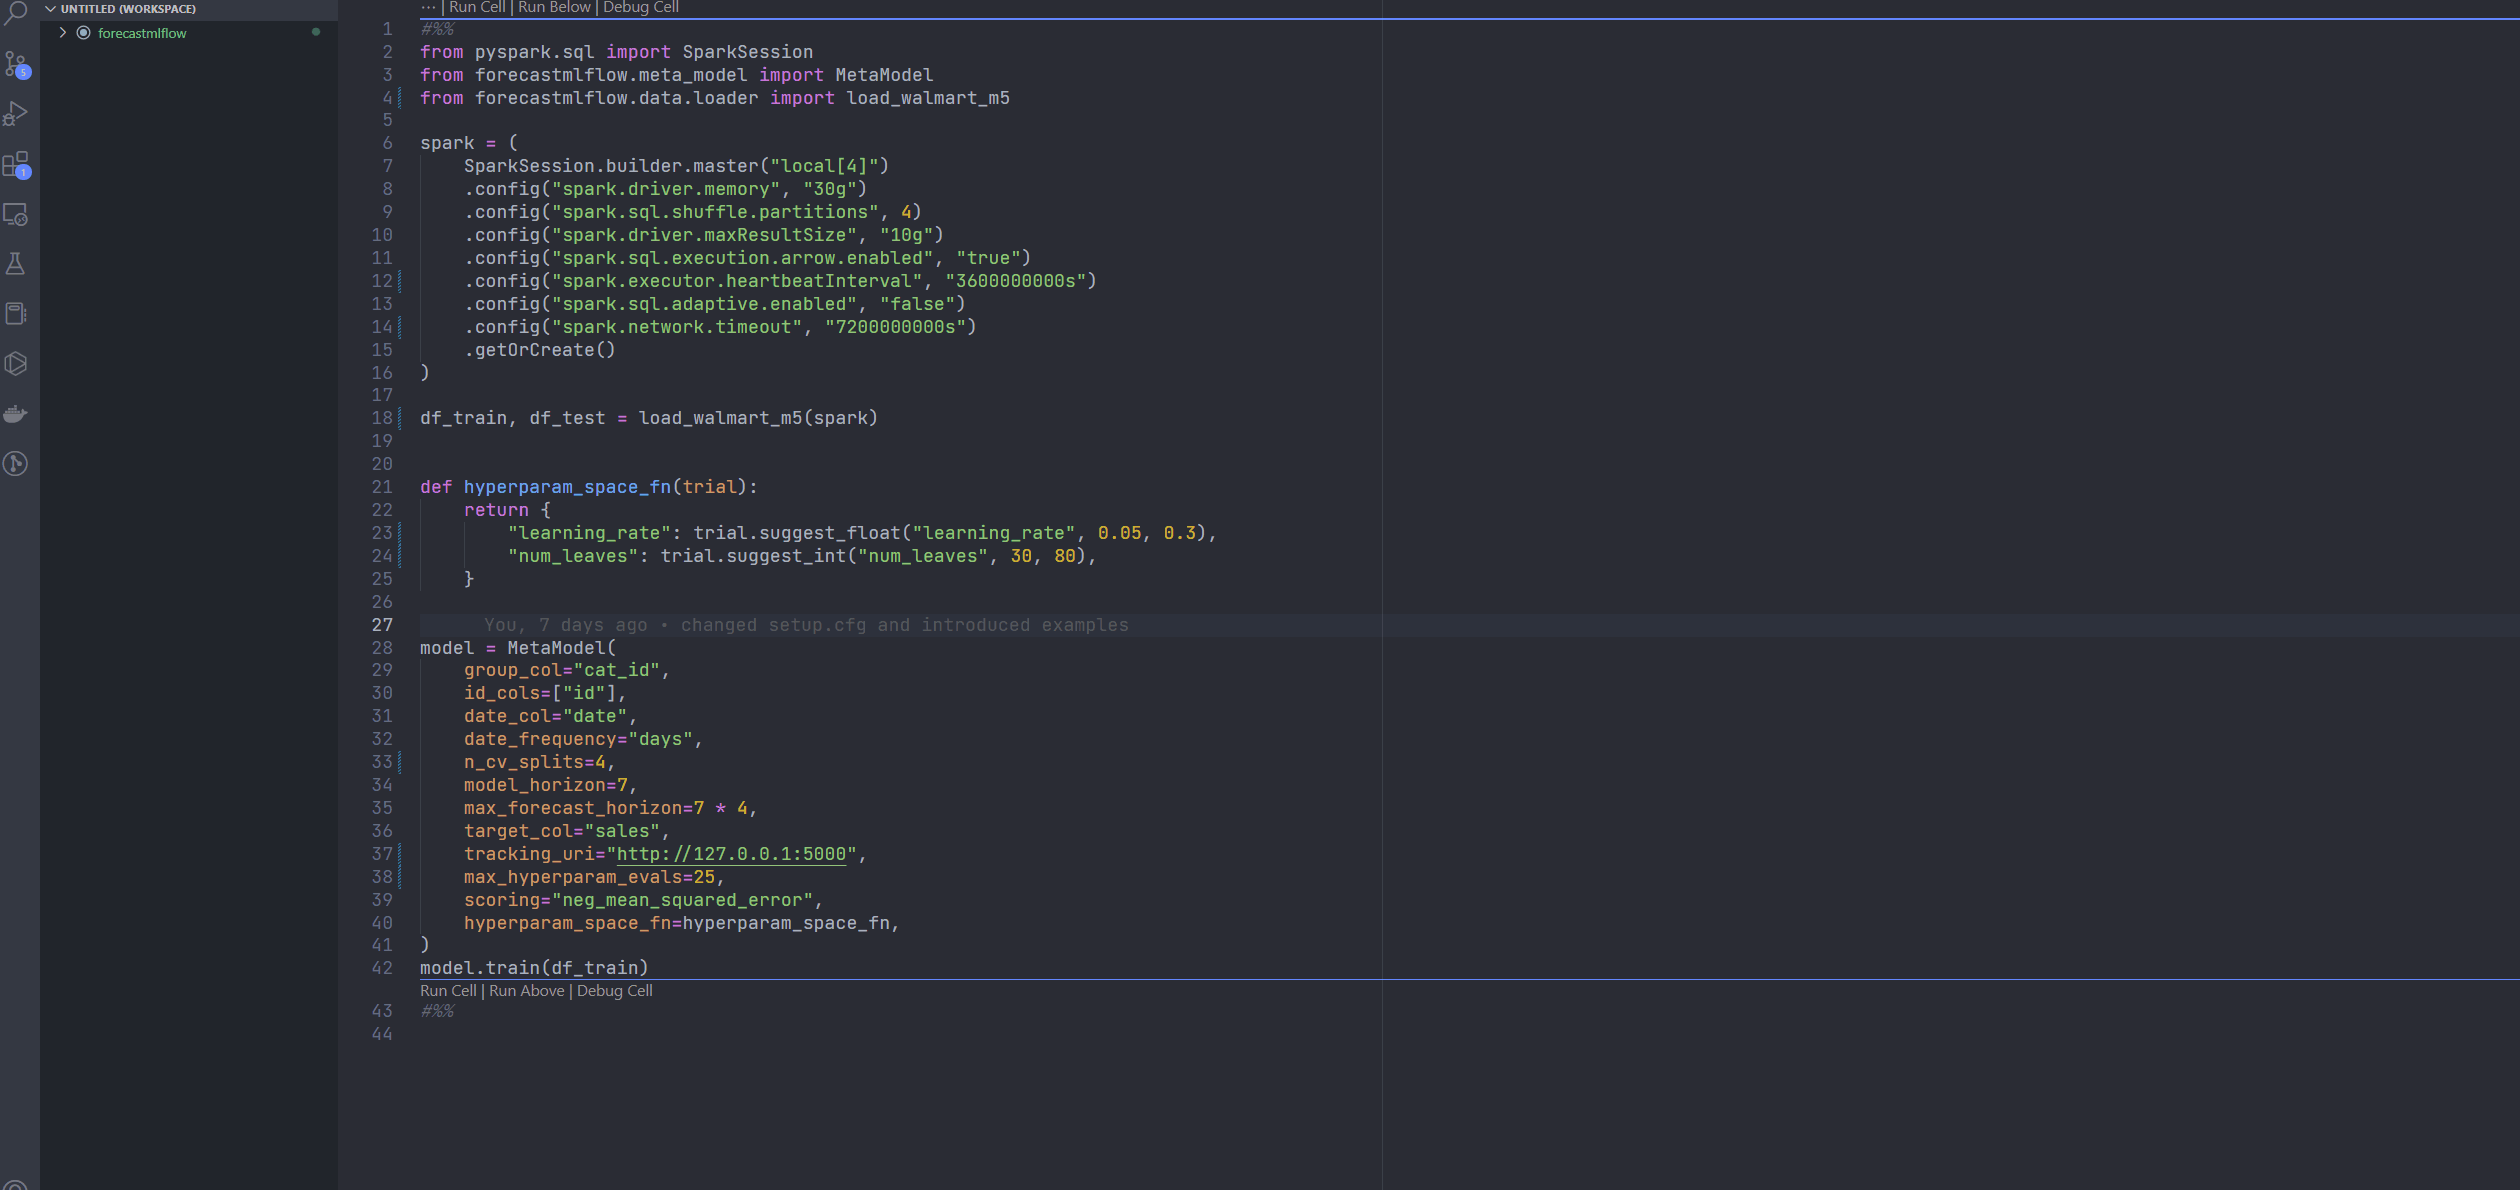 UNTITLED (WORKSPACE)
forecastmlflow
5
1
··· | Run Cell | Run Below | Debug Cell
1 #%%
2 from pyspark.sql import SparkSession
3 from forecastmlflow.meta_model import MetaModel
4 from forecastmlflow.data.loader import load_walmart_m5
5
6 spark = (
7     SparkSession.builder.master("local[4]")
8     .config("spark.driver.memory", "30g")
9     .config("spark.sql.shuffle.partitions", 4)
10     .config("spark.driver.maxResultSize", "10g")
11     .config("spark.sql.execution.arrow.enabled", "true")
12     .config("spark.executor.heartbeatInterval", "3600000000s")
13     .config("spark.sql.adaptive.enabled", "false")
14     .config("spark.network.timeout", "7200000000s")
15     .getOrCreate()
16 )
17
18 df_train, df_test = load_walmart_m5(spark)
19
20
21 def hyperparam_space_fn(trial):
22     return {
23         "learning_rate": trial.suggest_float("learning_rate", 0.05, 0.3),
24         "num_leaves": trial.suggest_int("num_leaves", 30, 80),
25     }
26
27 You, 7 days ago • changed setup.cfg and introduced examples
28 model = MetaModel(
29     group_col="cat_id",
30     id_cols=["id"],
31     date_col="date",
32     date_frequency="days",
33     n_cv_splits=4,
34     model_horizon=7,
35     max_forecast_horizon=7 * 4,
36     target_col="sales",
37     tracking_uri="http://127.0.0.1:5000",
38     max_hyperparam_evals=25,
39     scoring="neg_mean_squared_error",
40     hyperparam_space_fn=hyperparam_space_fn,
41 )
42 model.train(df_train)
Run Cell | Run Above | Debug Cell
43 #%%
44